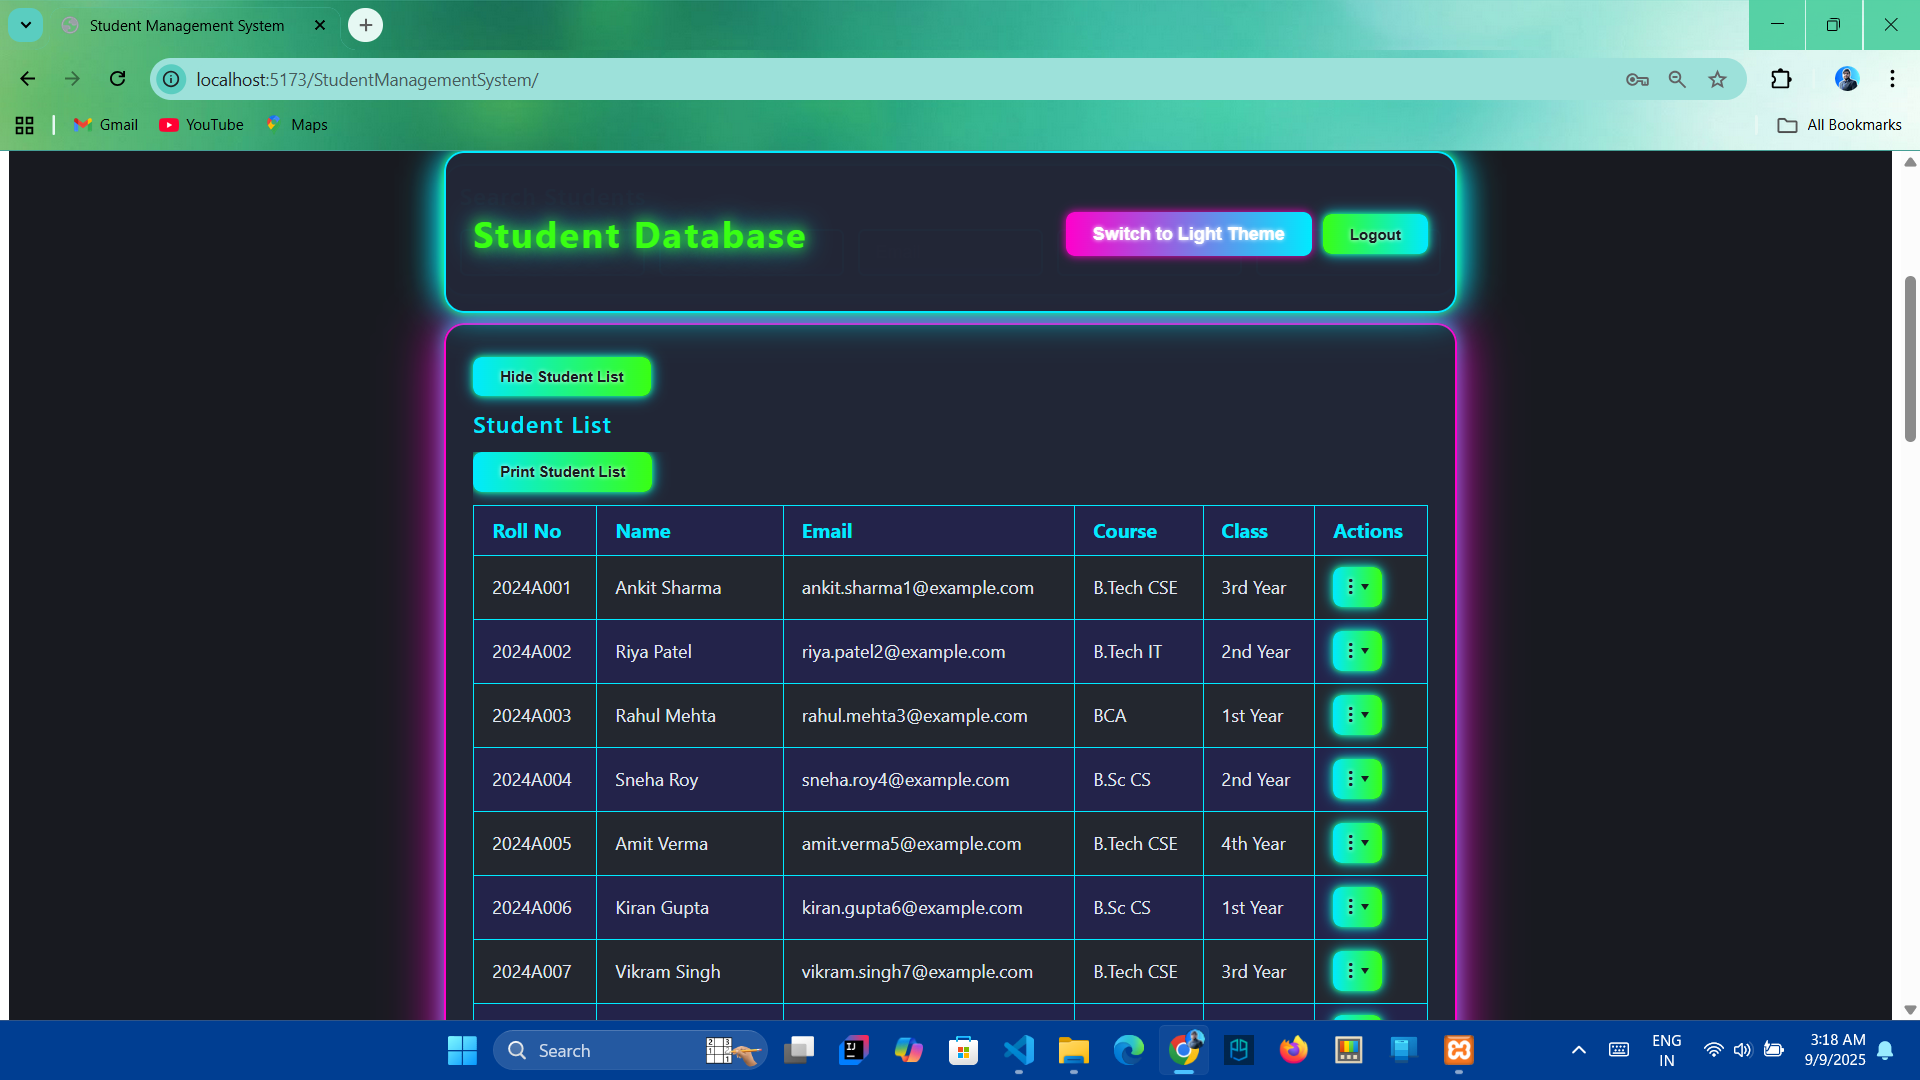 Student Management System
localhost:5173/StudentManagementSystem/
Gmail YouTube Maps All Bookmarks
Student Database Switch to Light Theme Logout
Hide Student List
Student List
Print Student List
Roll No Name Email Course Class Actions
2024A001 Ankit Sharma ankit.sharma1@example.com B.Tech CSE 3rd Year
2024A002 Riya Patel riya.patel2@example.com B.Tech IT 2nd Year
2024A003 Rahul Mehta rahul.mehta3@example.com BCA 1st Year
2024A004 Sneha Roy sneha.roy4@example.com B.Sc CS 2nd Year
2024A005 Amit Verma amit.verma5@example.com B.Tech CSE 4th Year
2024A006 Kiran Gupta kiran.gupta6@example.com B.Sc CS 1st Year
2024A007 Vikram Singh vikram.singh7@example.com B.Tech CSE 3rd Year
Search ENG 3:18 AM
IN 9/9/2025